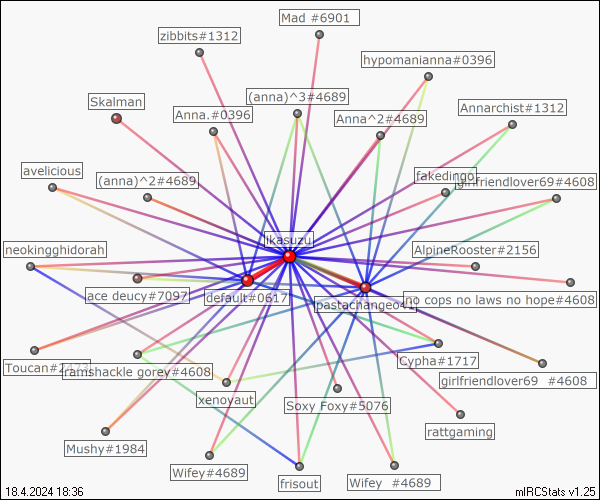 Mad #6901
zibbits#1312
hypomanianna#0396
Skalman
(anna)^3#4689
Annarchist#1312
Anna.#0396
Anna^2#4689
avelicious
(anna)^2#4689
fakedingo
girlfriendlover69#4608
ikasuzu
neokingghidorah
AlpineRooster#2156
ace deucy#7097
default#0617
pastachangeo41
no cops no laws no hope#4608
Toucan#2472
ramshackle gorey#4608
Cypha#1717
girlfriendlover69 #4608
xenoyaut
Soxy Foxy#5076
rattgaming
Mushy#1984
Wifey#4689
frisout
Wifey #4689
18.4.2024 18:36
mIRCStats v1.25